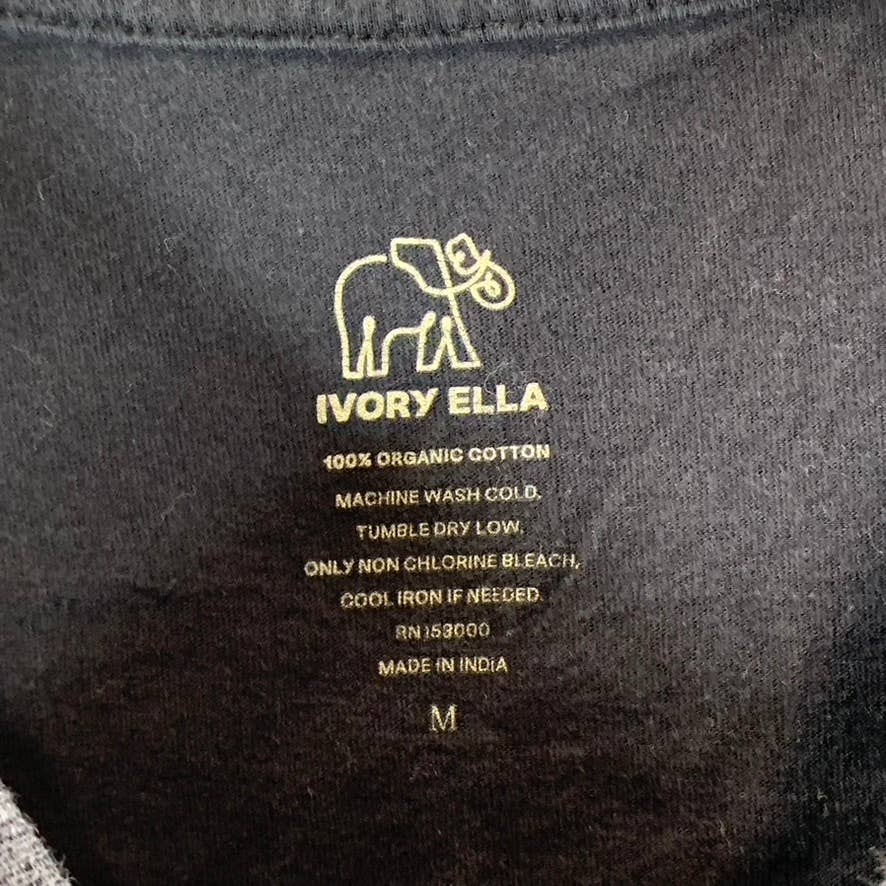 IVORY ELLA
100% ORGANIC COTTON
MACHINE WASH COLD.
TUMBLE DRY LOW.
ONLY NON CHLORINE BLEACH,
COOL IRON IF NEEDED.
RN 153000
MADE IN INDIA
M